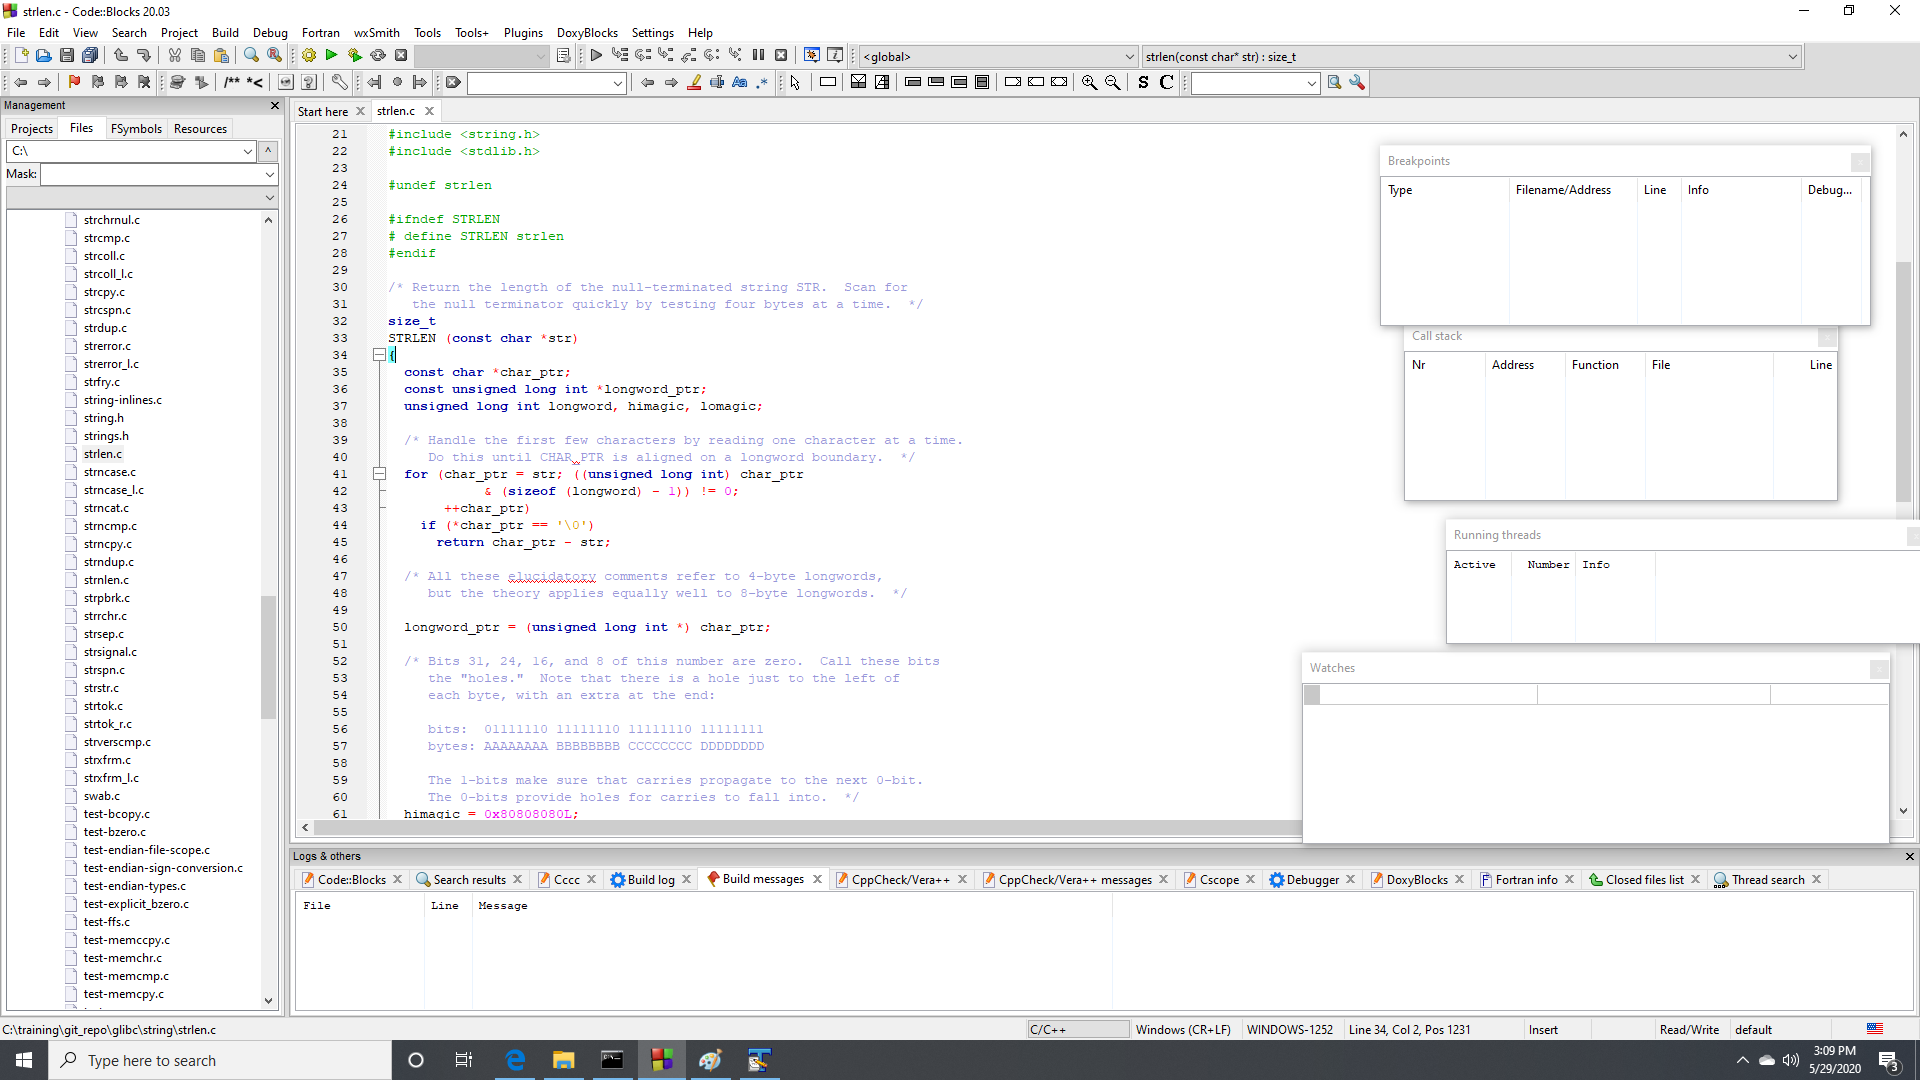 strlen.c - Code::Blocks 20.03
File Edit View Search Project Build Debug Fortran wxSmith Tools Tools+ Plugins DoxyBlocks Settings Help
<global>
strlen(const char* str) : size_t
/** *< Aa .* S C
Management
Projects Files FSymbols Resources
C:\
^
Mask:
strchrnul.c
strcmp.c
strcoll.c
strcoll_l.c
strcpy.c
strcspn.c
strdup.c
strerror.c
strerror_l.c
strfry.c
string-inlines.c
string.h
strings.h
strlen.c
strncase.c
strncase_l.c
strncat.c
strncmp.c
strncpy.c
strndup.c
strnlen.c
strpbrk.c
strrchr.c
strsep.c
strsignal.c
strspn.c
strstr.c
strtok.c
strtok_r.c
strverscmp.c
strxfrm.c
strxfrm_l.c
swab.c
test-bcopy.c
test-bzero.c
test-endian-file-scope.c
test-endian-sign-conversion.c
test-endian-types.c
test-explicit_bzero.c
test-ffs.c
test-memccpy.c
test-memchr.c
test-memcmp.c
test-memcpy.c
Start here strlen.c
21 #include <string.h>
22 #include <stdlib.h>
23
24 #undef strlen
25
26 #ifndef STRLEN
27 # define STRLEN strlen
28 #endif
29
30 /* Return the length of the null-terminated string STR.  Scan for
31 the null terminator quickly by testing four bytes at a time.  */
32 size_t
33 STRLEN (const char *str)
34 {
35 const char *char_ptr;
36 const unsigned long int *longword_ptr;
37 unsigned long int longword, himagic, lomagic;
38
39 /* Handle the first few characters by reading one character at a time.
40 Do this until CHAR_PTR is aligned on a longword boundary.  */
41 for (char_ptr = str; ((unsigned long int) char_ptr
42 & (sizeof (longword) - 1)) != 0;
43 ++char_ptr)
44 if (*char_ptr == '\0')
45 return char_ptr - str;
46
47 /* All these elucidatory comments refer to 4-byte longwords,
48 but the theory applies equally well to 8-byte longwords.  */
49
50 longword_ptr = (unsigned long int *) char_ptr;
51
52 /* Bits 31, 24, 16, and 8 of this number are zero.  Call these bits
53 the "holes."  Note that there is a hole just to the left of
54 each byte, with an extra at the end:
55
56 bits:  01111110 11111110 11111110 11111111
57 bytes: AAAAAAAA BBBBBBBB CCCCCCCC DDDDDDDD
58
59 The 1-bits make sure that carries propagate to the next 0-bit.
60 The 0-bits provide holes for carries to fall into.  */
61 himagic = 0x80808080L;
Breakpoints
Type Filename/Address Line Info Debug...
Call stack
Nr Address Function File Line
Running threads
Active Number Info
Watches
Logs & others
Code::Blocks Search results Cccc Build log Build messages CppCheck/Vera++ CppCheck/Vera++ messages Cscope Debugger DoxyBlocks Fortran info Closed files list Thread search
File Line Message
C:\training\git_repo\glibc\string\strlen.c C/C++ Windows (CR+LF) WINDOWS-1252 Line 34, Col 2, Pos 1231 Insert Read/Write default
Type here to search
3:09 PM
5/29/2020
3